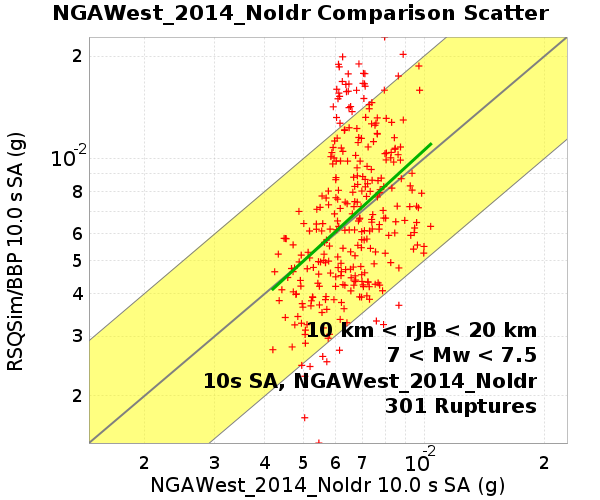 NGAWest_2014_NoIdr Comparison Scatter
RSQSim/BBP 10.0 s SA (g)
2
10-2
8
6
5
4
3
2
10 km < rJB < 20 km
7 < Mw < 7.5
10s SA, NGAWest_2014_NoIdr
301 Ruptures
2 3 4 5 6 7 10-2 2
NGAWest_2014_NoIdr 10.0 s SA (g)